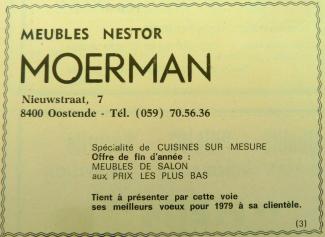 MEUBLES NESTOR
MOERMAN
Nieuwstraat, 7
8400 Oostende - Tél. (059) 70.56.36
Spécialité de CUISINES SUR MESURE
Offre de fin d'année :
MEUBLES DE SALON
aux PRIX LES PLUS BAS
Tient à présenter par cette voie
ses meilleurs voeux pour 1979 à sa clientèle.
(3)